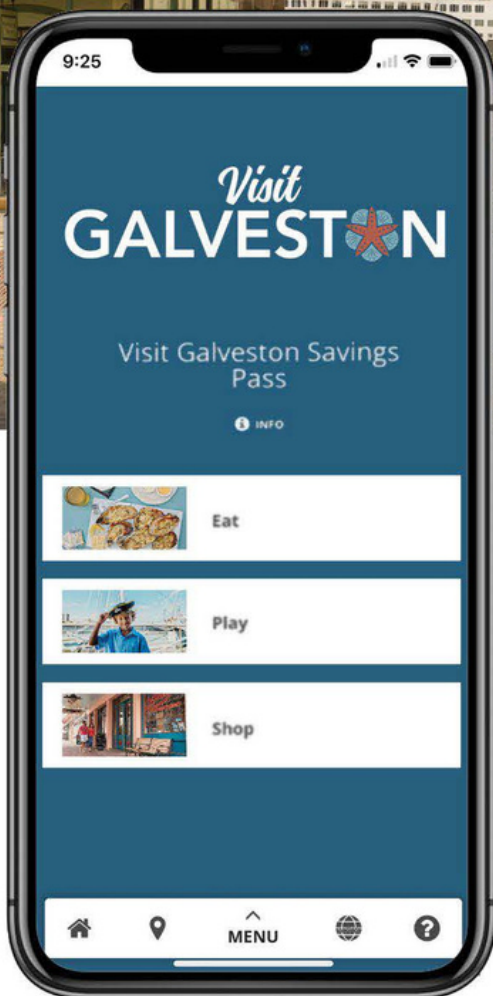 9:25
Visit
GALVESTON
Visit Galveston Savings
Pass
INFO
Eat
Play
Shop
MENU